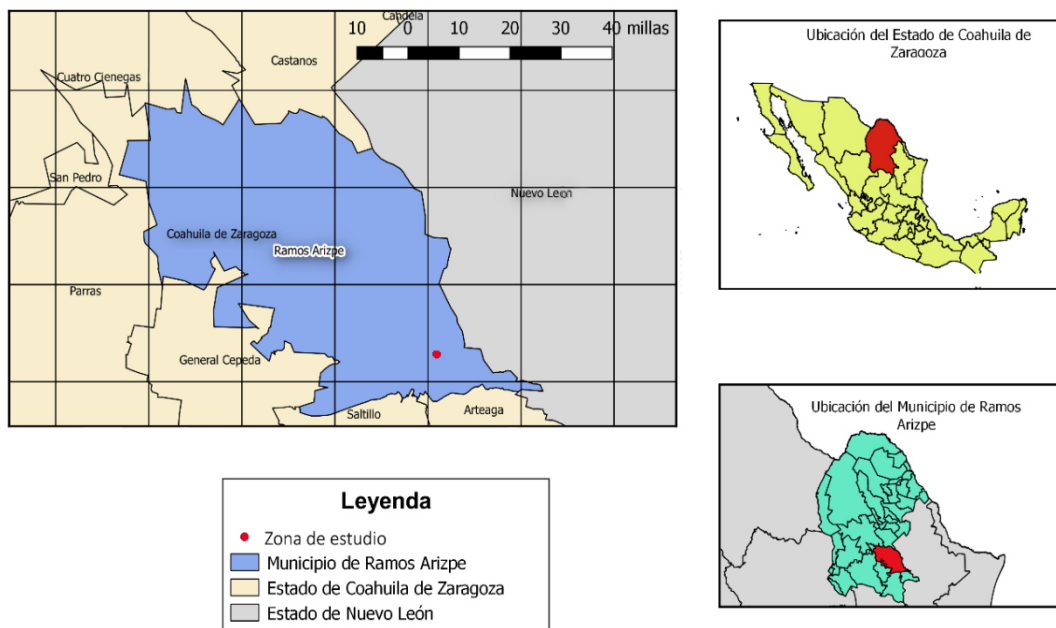 Candela
10 0 10 20 30 40 millas
Castanos
Cuatro Cienegas
San Pedro
Nuevo León
Coahuila de Zaragoza
Ramos Arizpe
Parras
General Cepeda
Saltillo
Arteaga
Ubicación del Estado de Coahuila de
Zaragoza
Ubicación del Municipio de Ramos
Arizpe
Leyenda
Zona de estudio
Municipio de Ramos Arizpe
Estado de Coahuila de Zaragoza
Estado de Nuevo León